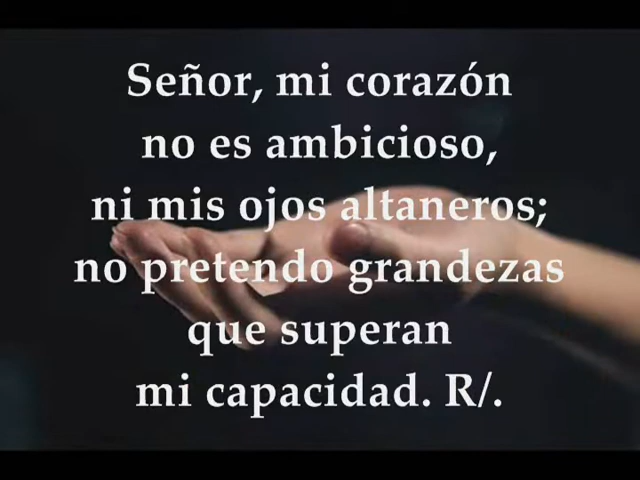 Señor, mi corazón
no es ambicioso,
ni mis ojos altaneros;
no pretendo grandezas
que superan
mi capacidad. R/.